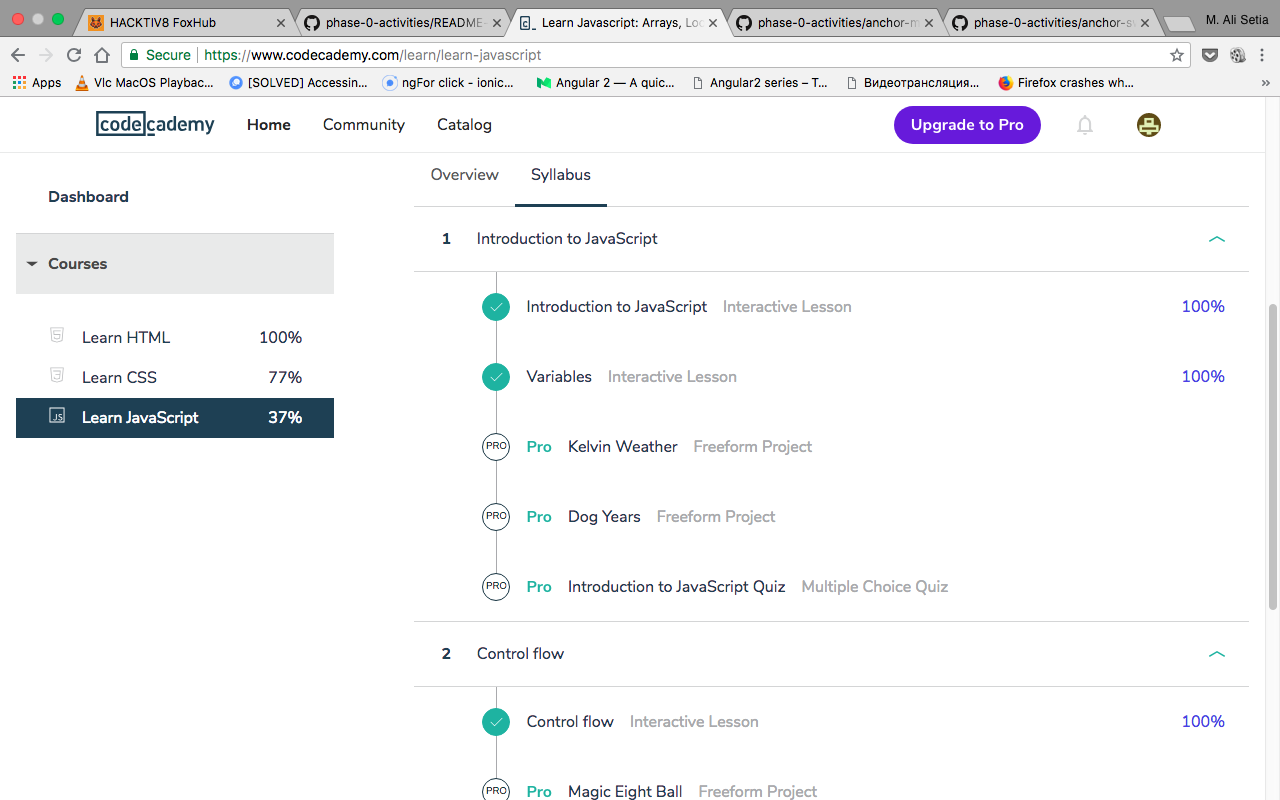 HACKTIV8 FoxHub
phase-0-activities/README-
Learn Javascript: Arrays, Loo
phase-0-activities/anchor-m
phase-0-activities/anchor-sw
M. Ali Setia
Secure
https://www.codecademy.com/learn/learn-javascript
Apps
Vlc MacOS Playbac...
[SOLVED] Accessin...
ngFor click - ionic...
Angular 2 — A quic...
Angular2 series – T...
Видеотрансляция...
Firefox crashes wh...
»
codecademy
Home
Community
Catalog
Upgrade to Pro
Overview
Syllabus
Dashboard
Courses
Learn HTML 100%
Learn CSS 77%
JS Learn JavaScript 37%
1 Introduction to JavaScript
Introduction to JavaScript Interactive Lesson 100%
Variables Interactive Lesson 100%
PRO Pro Kelvin Weather Freeform Project
PRO Pro Dog Years Freeform Project
PRO Pro Introduction to JavaScript Quiz Multiple Choice Quiz
2 Control flow
Control flow Interactive Lesson 100%
PRO Pro Magic Eight Ball Freeform Project